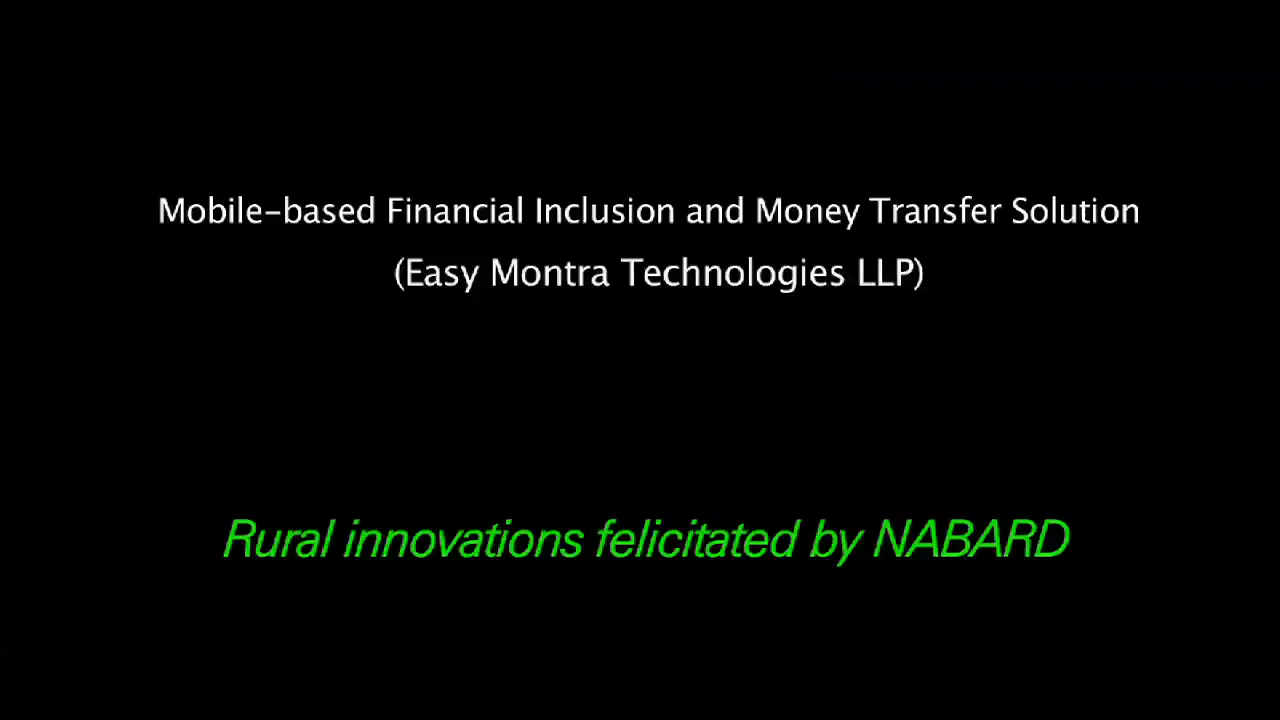 Mobile-based Financial Inclusion and Money Transfer Solution
(Easy Montra Technologies LLP)
Rural innovations felicitated by NABARD